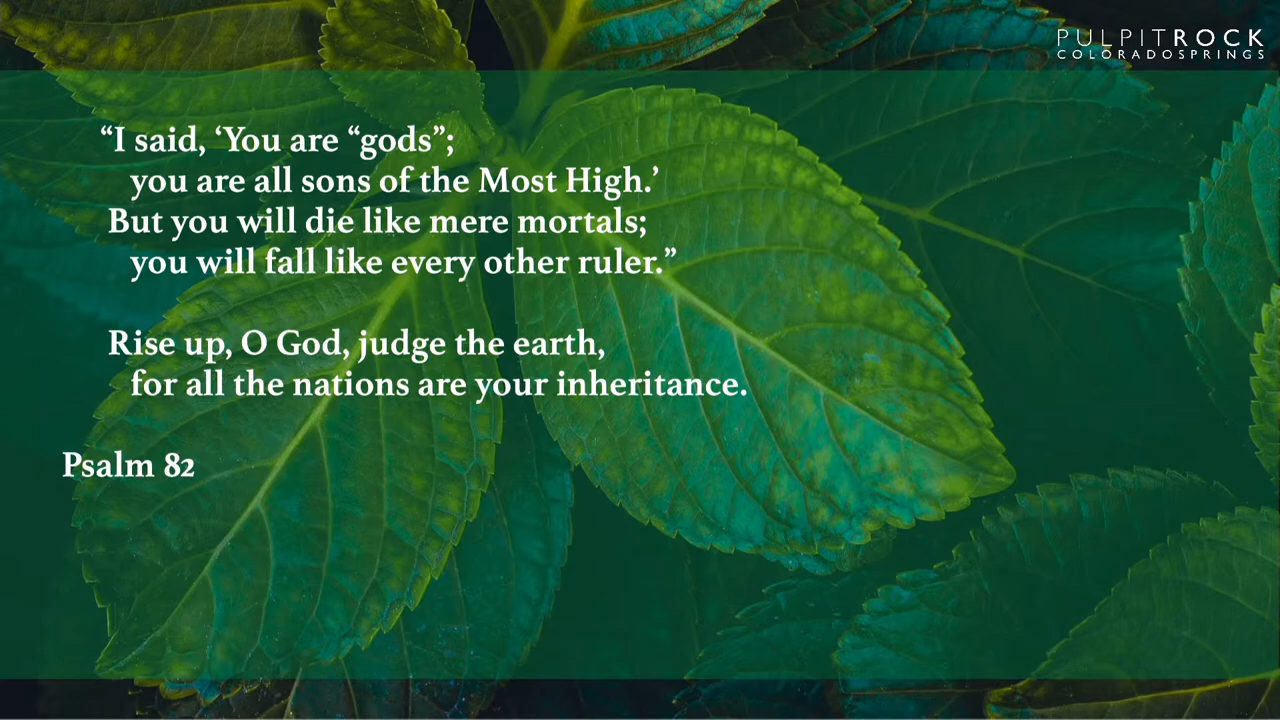 PULPITROCK
COLORADOSPRINGS
“I said, ‘You are “gods”;
you are all sons of the Most High.’
But you will die like mere mortals;
you will fall like every other ruler.”
Rise up, O God, judge the earth,
for all the nations are your inheritance.
Psalm 82